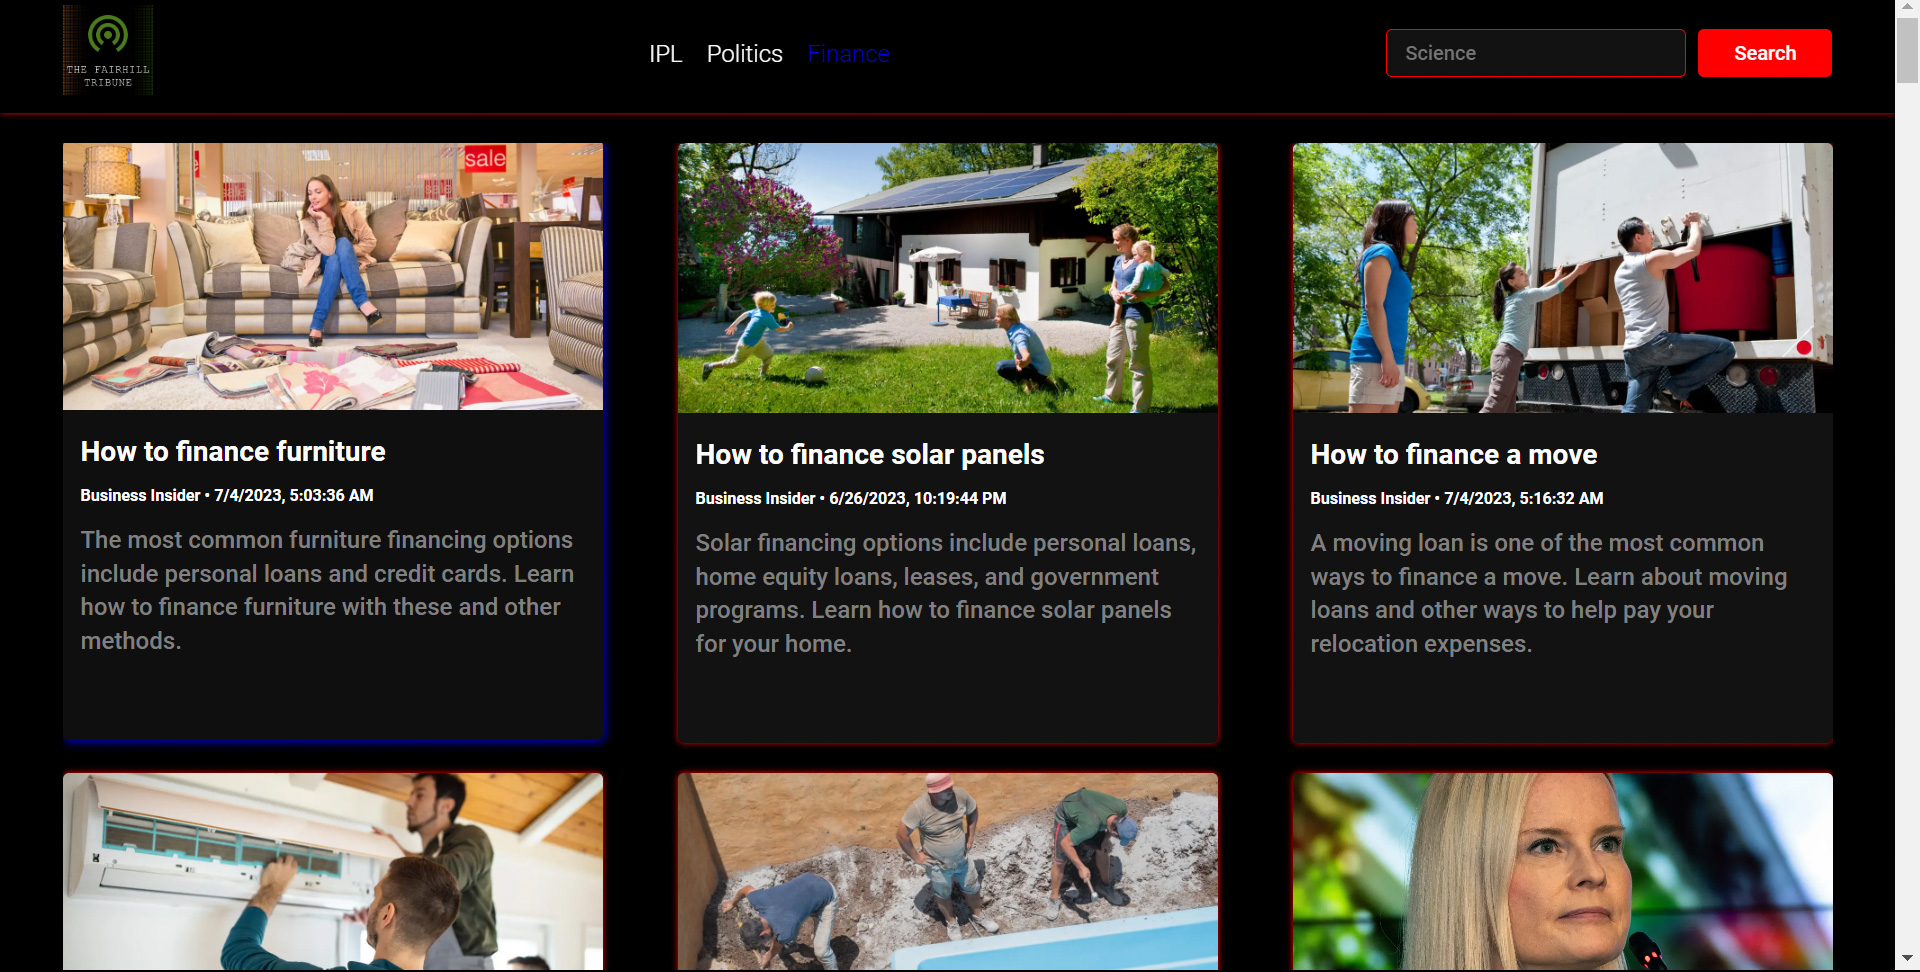 THE FAIRHILL
TRIBUNE
IPL
Politics
Finance
Science
Search
sale
How to finance furniture
Business Insider • 7/4/2023, 5:03:36 AM
The most common furniture financing options
include personal loans and credit cards. Learn
how to finance furniture with these and other
methods.
How to finance solar panels
Business Insider • 6/26/2023, 10:19:44 PM
Solar financing options include personal loans,
home equity loans, leases, and government
programs. Learn how to finance solar panels
for your home.
How to finance a move
Business Insider • 7/4/2023, 5:16:32 AM
A moving loan is one of the most common
ways to finance a move. Learn about moving
loans and other ways to help pay your
relocation expenses.